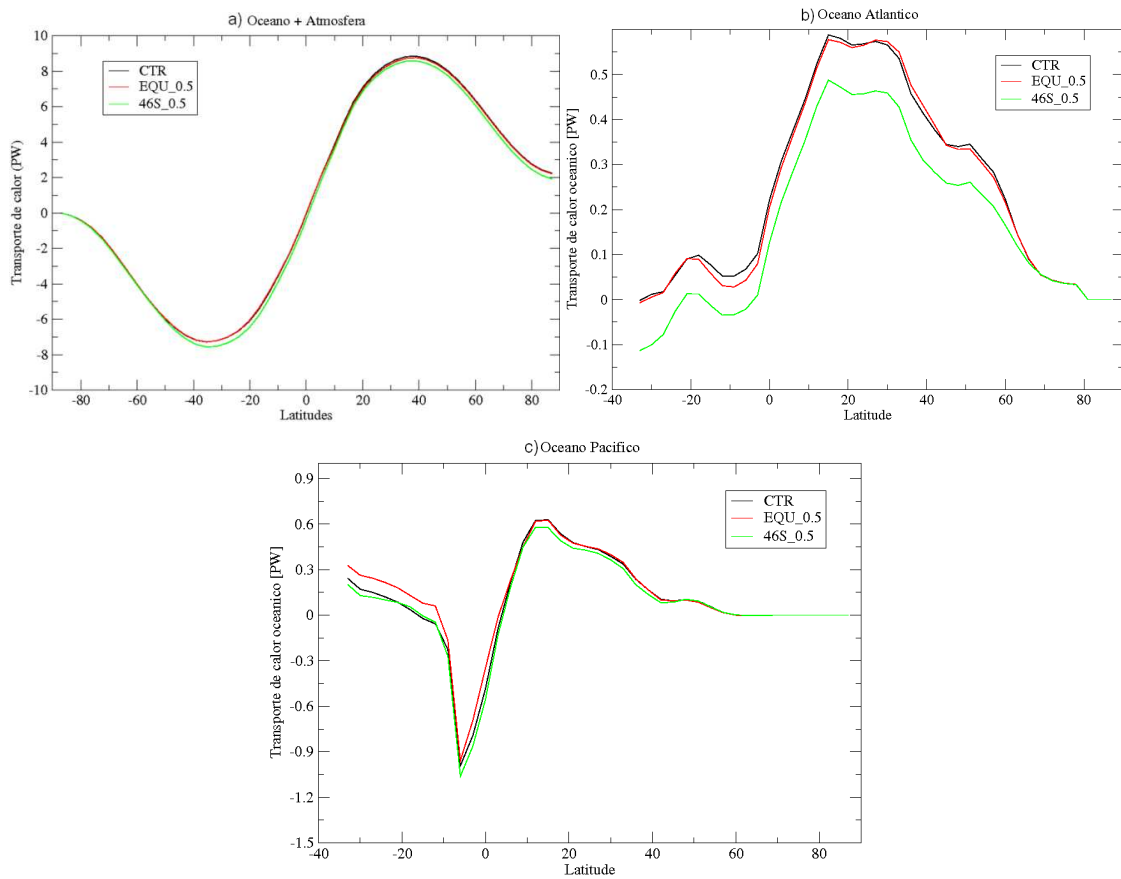 a) Oceano + Atmosfera
Transporte de calor (PW)
10
8
6
4
2
0
-2
-4
-6
-8
-10
CTR
EQU_0.5
46S_0.5
-80
-60
-40
-20
0
20
40
60
80
Latitudes
b) Oceano Atlantico
Transporte de calor oceanico [PW]
0.5
0.4
0.3
0.2
0.1
0
-0.1
-0.2
CTR
EQU_0.5
46S_0.5
-40
-20
0
20
40
60
80
Latitude
c) Oceano Pacifico
Transporte de calor oceanico [PW]
0.9
0.6
0.3
0
-0.3
-0.6
-0.9
-1.2
-1.5
CTR
EQU_0.5
46S_0.5
-40
-20
0
20
40
60
80
Latitude